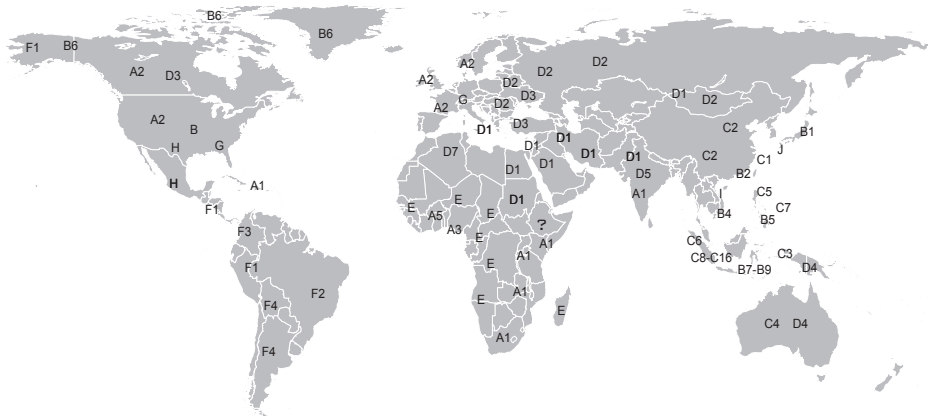 B6
F1 B6
B6
A2 D3
A2
A2 D2 D2
D2
D3
A2 G D2
D1 D2
A2
B
H G
D1
D3
D1
C2
B1
D7
D1
D1
D1
D1
C2
J
C1
D1
D1
D5
B2
H
A1
F1
E
E
D1
A1
I
B4
C5
C7
B5
A5
E
A3
?
F3
E
A1
C6
F1
E
A1
C8-C16
B7-B9
C3
D4
F2
E
A1
E
F4
F4
A1
C4 D4